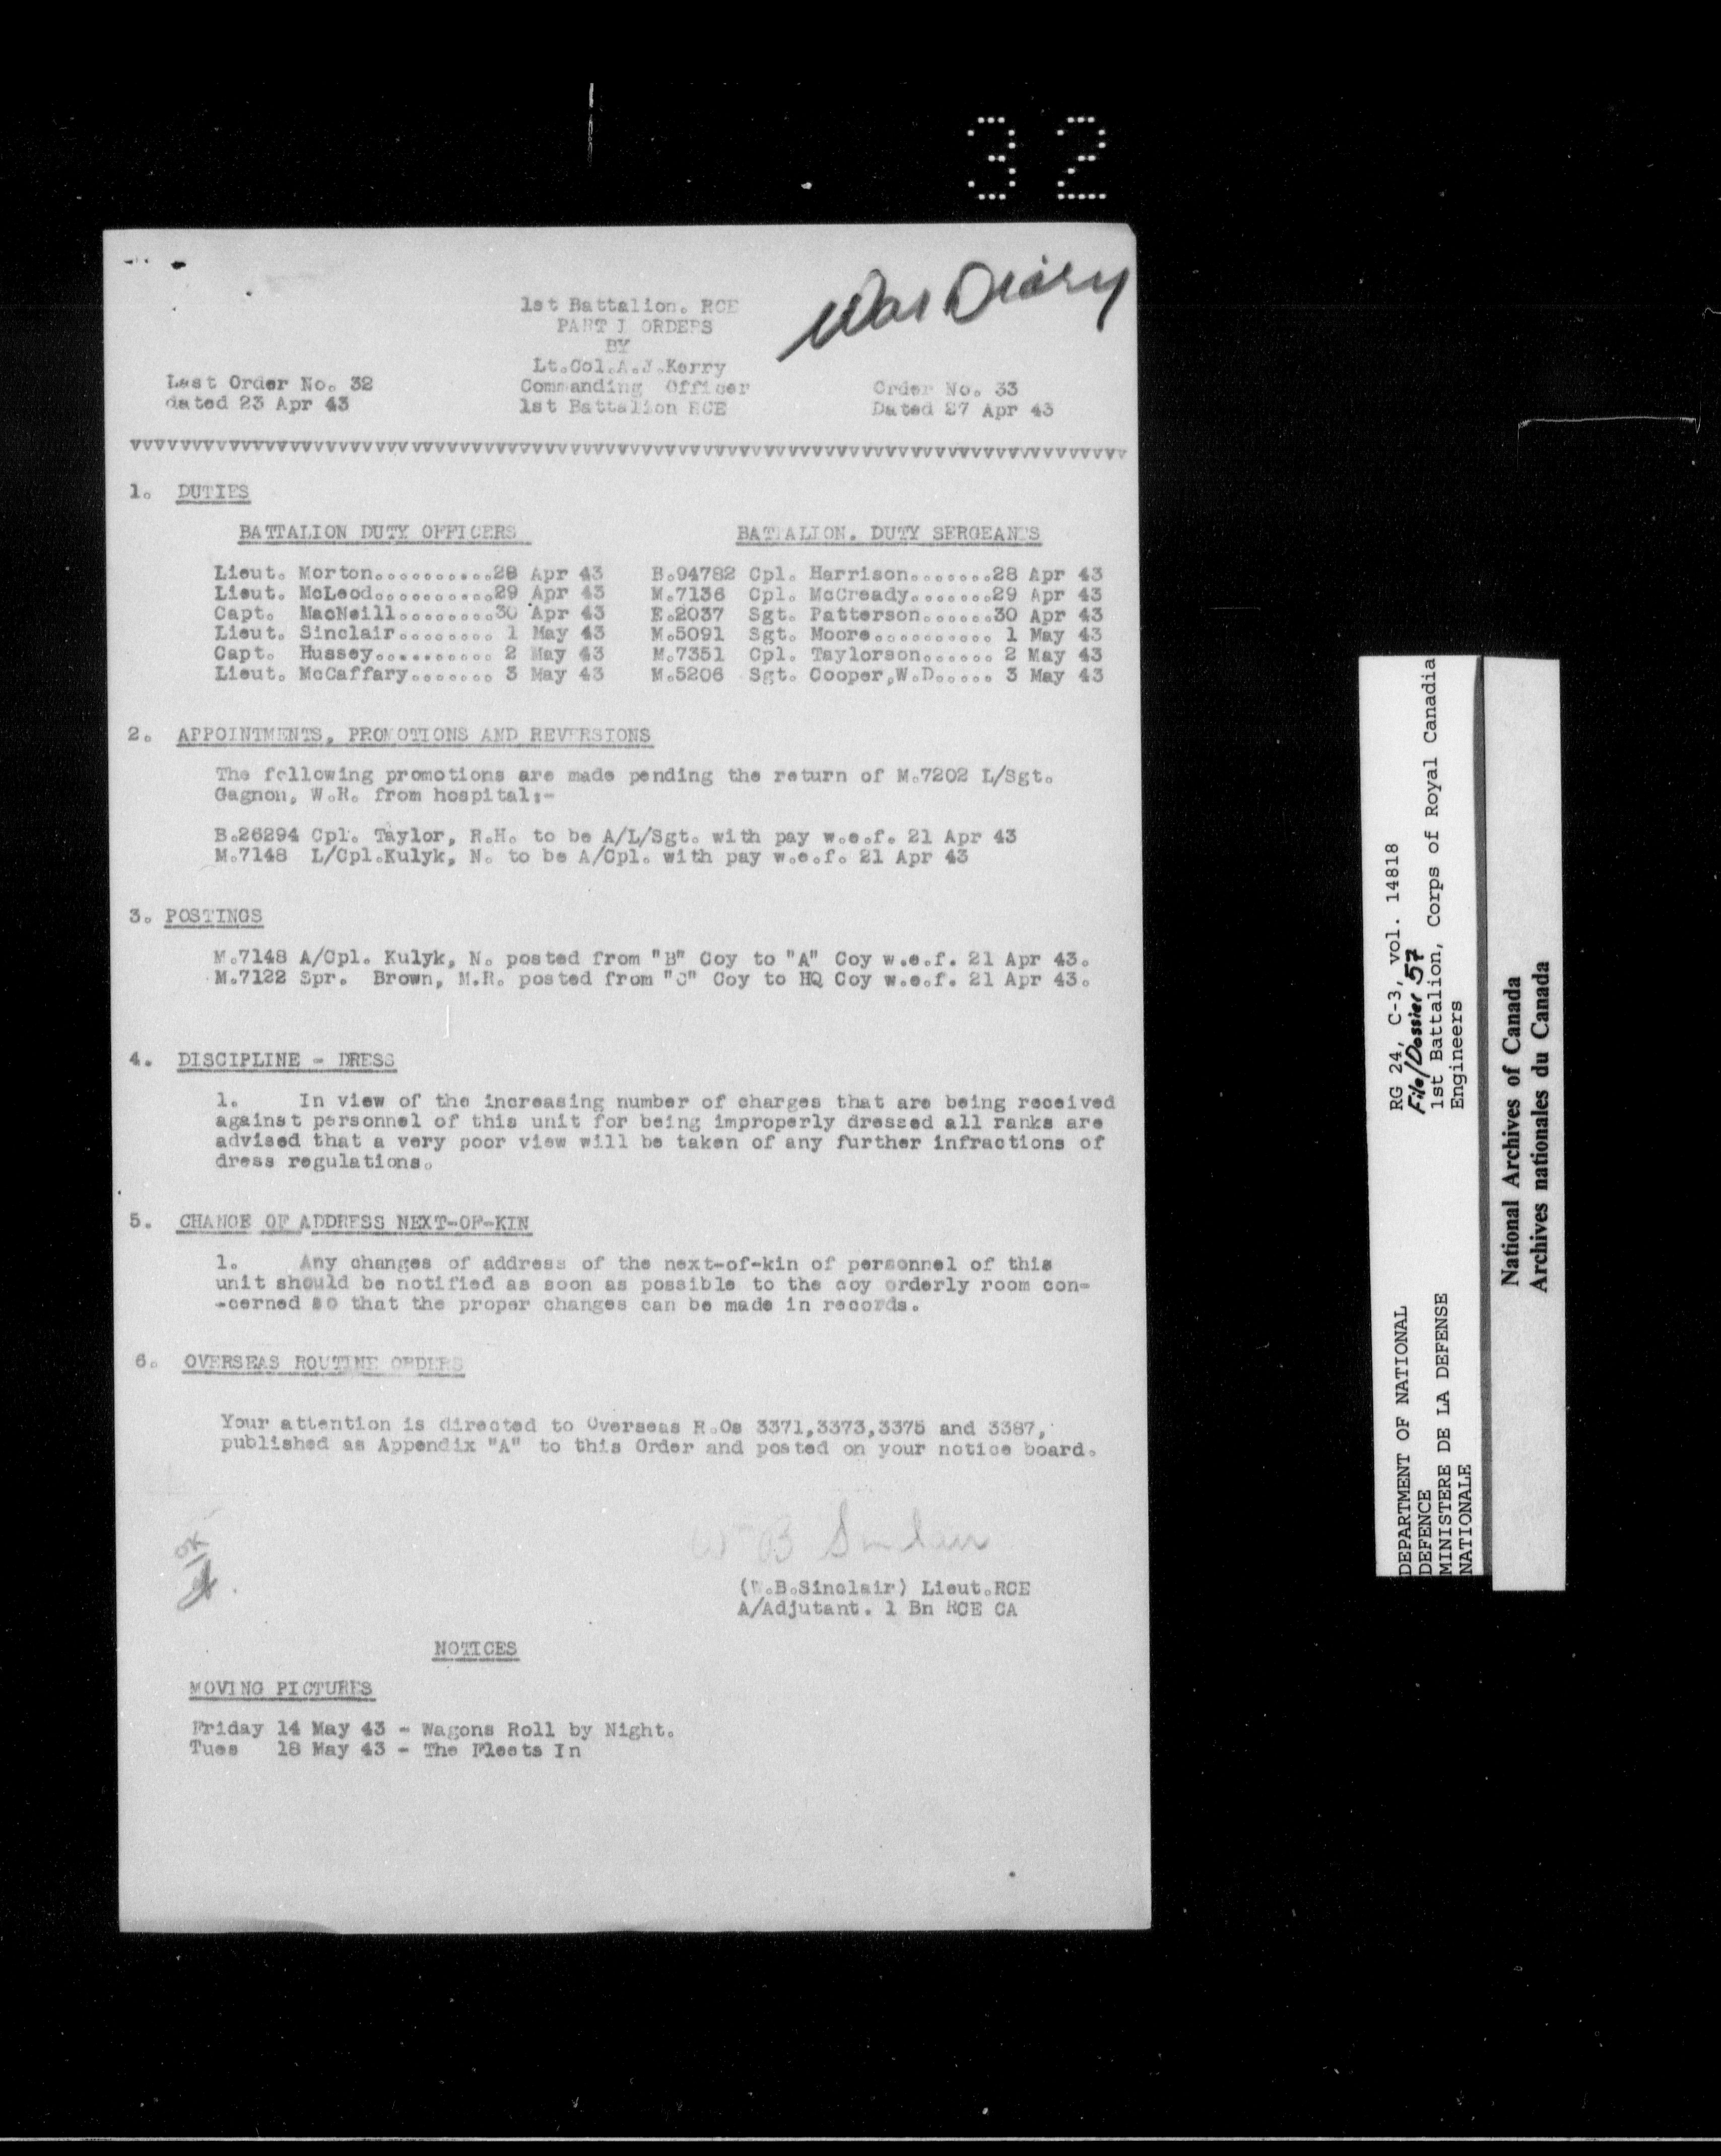 32
War Diary
1st Battalion. RCE
PART I ORDERS
BY
Lt.Col.A.J.Kerry
Commanding Officer
1st Battalion RCE
Last Order No. 32
dated 23 Apr 43
Order No. 33
Dated 27 Apr 43
vvvvvvvvvvvvvvvvvvvvvvvvvvvvvvvvvvvvvvvvvvvvvvvvvvvvvvvvvvvvvvvvvvvvvvvvvvvvvv
1. DUTIES
BATTALION DUTY OFFICERS BATTALION. DUTY SERGEANTS
Lieut. Morton..........28 Apr 43 B.94782 Cpl. Harrison.......28 Apr 43
Lieut. McLeod..........29 Apr 43 M.7136 Cpl. McCready.......29 Apr 43
Capt. MacNeill........30 Apr 43 E.2037 Sgt. Patterson......30 Apr 43
Lieut. Sinclair........ 1 May 43 M.5091 Sgt. Moore.......... 1 May 43
Capt. Hussey.......... 2 May 43 M.7351 Cpl. Taylorson...... 2 May 43
Lieut. McCaffary....... 3 May 43 M.5206 Sgt. Cooper,W.D..... 3 May 43
2. APPOINTMENTS, PROMOTIONS AND REVERSIONS
The following promotions are made pending the return of M.7202 L/Sgt.
Gagnon, W.H. from hospital:-
B.26294 Cpl. Taylor, R.H. to be A/L/Sgt. with pay w.e.f. 21 Apr 43
M.7148 L/Cpl.Kulyk, N. to be A/Cpl. with pay w.e.f. 21 Apr 43
3. POSTINGS
M.7148 A/Cpl. Kulyk, N. posted from "B" Coy to "A" Coy w.e.f. 21 Apr 43.
M.7122 Spr. Brown, M.R. posted from "C" Coy to HQ Coy w.e.f. 21 Apr 43.
4. DISCIPLINE - DRESS
1. In view of the increasing number of charges that are being received
against personnel of this unit for being improperly dressed all ranks are
advised that a very poor view will be taken of any further infractions of
dress regulations.
5. CHANGE OF ADDRESS NEXT-OF-KIN
1. Any changes of address of the next-of-kin of personnel of this
unit should be notified as soon as possible to the coy orderly room con-
-cerned so that the proper changes can be made in records.
6. OVERSEAS ROUTINE ORDERS
Your attention is directed to Overseas R.Os 3371,3373,3375 and 3387,
published as Appendix "A" to this Order and posted on your notice board.
W B Sinclair
(W.B.Sinclair) Lieut.RCE
A/Adjutant. 1 Bn RCE CA
NOTICES
MOVING PICTURES
Friday 14 May 43 - Wagons Roll by Night.
Tues 18 May 43 - The Fleets In
DEPARTMENT OF NATIONAL
DEFENCE
MINISTERE DE LA DEFENSE
NATIONALE
RG 24, C-3, vol. 14818
File/Dossier 57
1st Battalion, Corps of Royal Canadia
Engineers
National Archives of Canada
Archives nationales du Canada